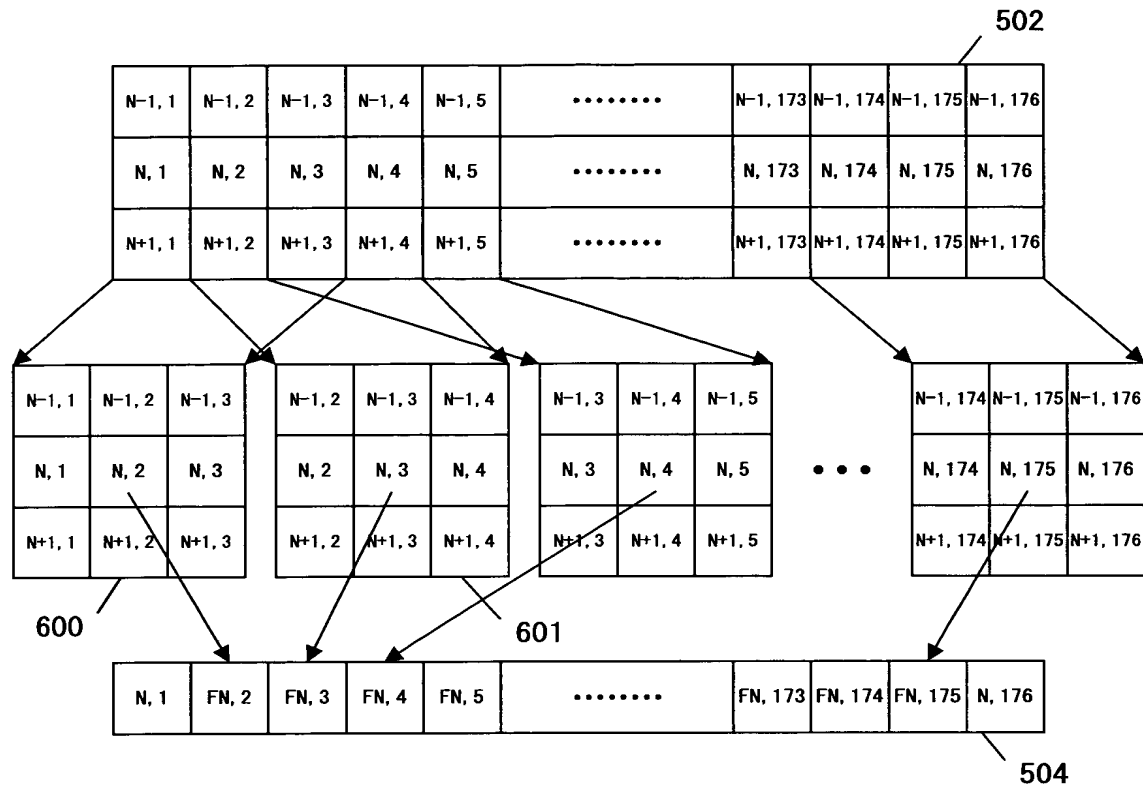 502
N-1, 1 N-1, 2 N-1, 3 N-1, 4 N-1, 5 ········ N-1, 173 N-1, 174 N-1, 175 N-1, 176
N, 1 N, 2 N, 3 N, 4 N, 5 ········ N, 173 N, 174 N, 175 N, 176
N+1, 1 N+1, 2 N+1, 3 N+1, 4 N+1, 5 ········ N+1, 173 N+1, 174 N+1, 175 N+1, 176
N-1, 1 N-1, 2 N-1, 3 N-1, 2 N-1, 3 N-1, 4 N-1, 3 N-1, 4 N-1, 5 N-1, 174 N-1, 175 N-1, 176
N, 1 N, 2 N, 3 N, 2 N, 3 N, 4 N, 3 N, 4 N, 5 ••• N, 174 N, 175 N, 176
N+1, 1 N+1, 2 N+1, 3 N+1, 2 N+1, 3 N+1, 4 N+1, 3 N+1, 4 N+1, 5 N+1, 174 N+1, 175 N+1, 176
600 601
N, 1 FN, 2 FN, 3 FN, 4 FN, 5 ········ FN, 173 FN, 174 FN, 175 N, 176
504